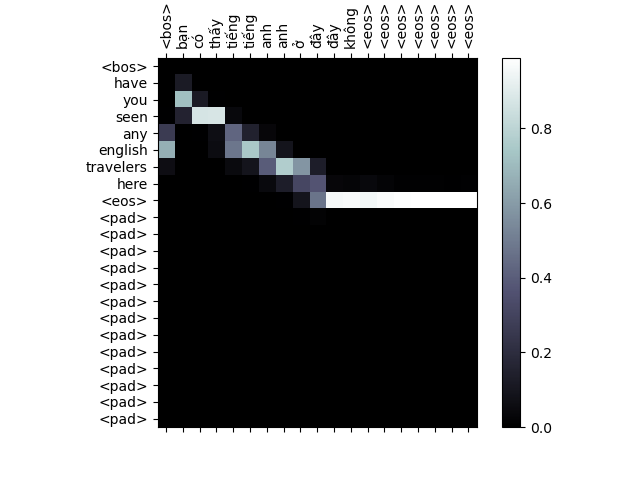 <bos> bạn có thấy tiếng tiếng anh anh ở đây đây không <eos> <eos> <eos> <eos> <eos> <eos> <eos>
<bos>
have
you
seen
any
english
travelers
here
<eos>
<pad>
<pad>
<pad>
<pad>
<pad>
<pad>
<pad>
<pad>
<pad>
<pad>
<pad>
<pad>
<pad>
0.8
0.6
0.4
0.2
0.0